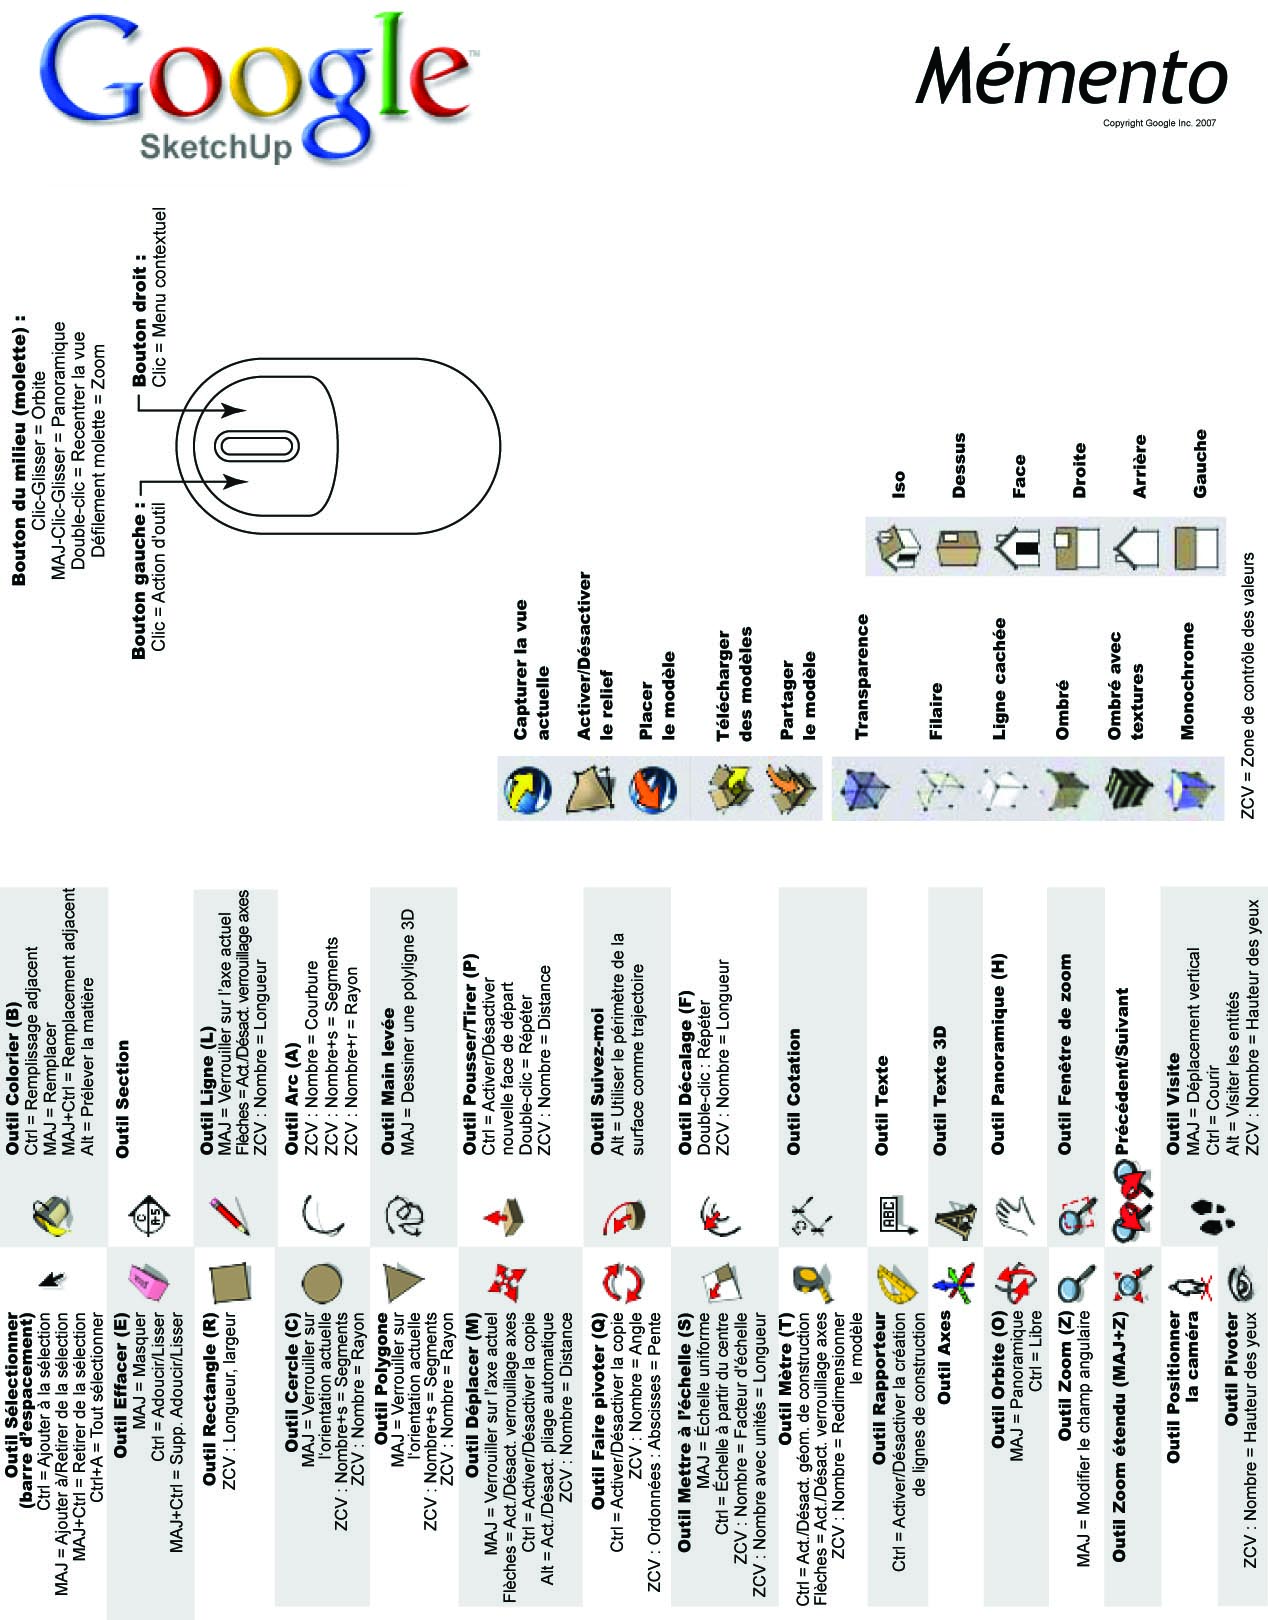 Google™
SketchUp
Mémento
Copyright Google Inc. 2007
Bouton du milieu (molette) :
Clic-Glisser = Orbite
MAJ-Clic-Glisser = Panoramique
Double-clic = Recentrer la vue
Défilement molette = Zoom
Bouton gauche :
Clic = Action d'outil
Bouton droit :
Clic = Menu contextuel
Capturer la vue
actuelle
Activer/Désactiver
le relief
Placer
le modèle
Télécharger
des modèles
Partager
le modèle
Iso
Dessus
Face
Droite
Arrière
Gauche
Transparence
Filaire
Ligne cachée
Ombré
Ombré avec
textures
Monochrome
ZCV = Zone de contrôle des valeurs
Outil Sélectionner
(barre d'espacement)
Ctrl = Ajouter à la sélection
MAJ = Ajouter à/Retirer de la sélection
MAJ+Ctrl = Retirer de la sélection
Ctrl+A = Tout sélectionner
Outil Effacer (E)
MAJ = Masquer
Ctrl = Adoucir/Lisser
MAJ+Ctrl = Supp. Adoucir/Lisser
Outil Rectangle (R)
ZCV : Longueur, largeur
Outil Cercle (C)
MAJ = Verrouiller sur
l'orientation actuelle
ZCV : Nombre+s = Segments
ZCV : Nombre = Rayon
Outil Polygone
MAJ = Verrouiller sur
l'orientation actuelle
ZCV : Nombre+s = Segments
ZCV : Nombre = Rayon
Outil Déplacer (M)
MAJ = Verrouiller sur l'axe actuel
Flèches = Act./Désact. verrouillage axes
Ctrl = Activer/Désactiver la copie
Alt = Act./Désact. pliage automatique
ZCV : Nombre = Distance
Outil Faire pivoter (Q)
Ctrl = Activer/Désactiver la copie
ZCV : Nombre = Angle
ZCV : Ordonnées : Abscisses = Pente
Outil Mettre à l'échelle (S)
MAJ = Échelle uniforme
Ctrl = Échelle à partir du centre
ZCV : Nombre = Facteur d'échelle
ZCV : Nombre avec unités = Longueur
Outil Mètre (T)
Ctrl = Act./Désact. géom. de construction
Flèches = Act./Désact. verrouillage axes
ZCV : Nombre = Redimensionner
le modèle
Outil Rapporteur
Ctrl = Activer/Désactiver la création
de lignes de construction
Outil Axes
Outil Orbite (O)
MAJ = Panoramique
Ctrl = Libre
Outil Zoom (Z)
MAJ = Modifier le champ angulaire
Outil Zoom étendu (MAJ+Z)
Outil Positionner
la caméra
Outil Pivoter
ZCV : Nombre = Hauteur des yeux
Outil Colorier (B)
Ctrl = Remplissage adjacent
MAJ = Remplacer
MAJ+Ctrl = Remplacement adjacent
Alt = Prélever la matière
Outil Section
C
A-5
Outil Ligne (L)
MAJ = Verrouiller sur l'axe actuel
Flèches = Act./Désact. verrouillage axes
ZCV : Nombre = Longueur
Outil Arc (A)
ZCV : Nombre = Courbure
ZCV : Nombre+s = Segments
ZCV : Nombre+r = Rayon
Outil Main levée
MAJ = Dessiner une polyligne 3D
Outil Pousser/Tirer (P)
Ctrl = Activer/Désactiver
nouvelle face de départ
Double-clic = Répéter
ZCV : Nombre = Distance
Outil Suivez-moi
Alt = Utiliser le périmètre de la
surface comme trajectoire
Outil Décalage (F)
Double-clic : Répéter
ZCV : Nombre = Longueur
Outil Cotation
Outil Texte
ABC
Outil Texte 3D
Outil Panoramique (H)
Outil Fenêtre de zoom
Précédent/Suivant
Outil Visite
MAJ = Déplacement vertical
Ctrl = Courir
Alt = Visiter les entités
ZCV : Nombre = Hauteur des yeux